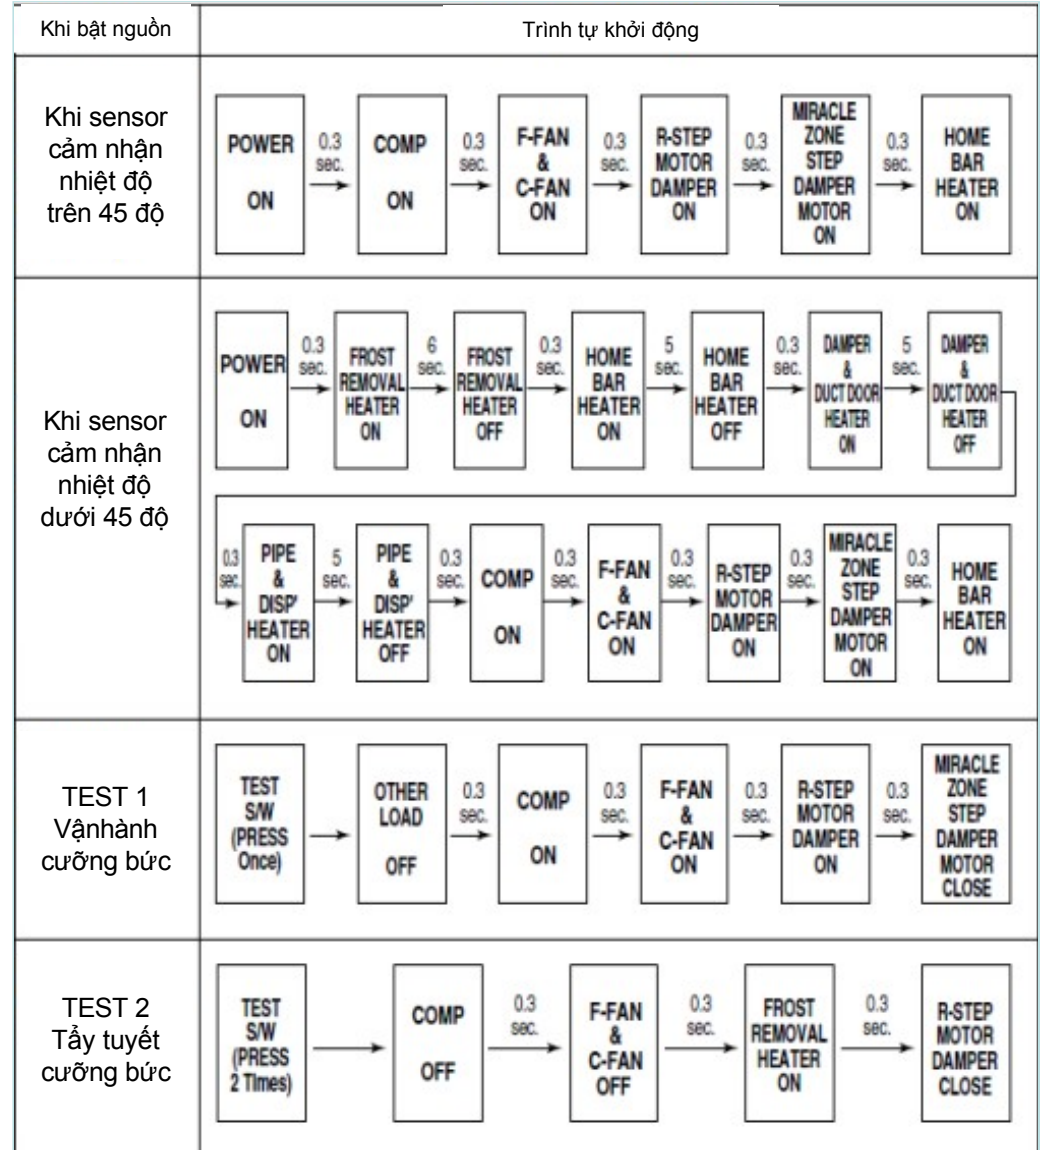 Khi bật nguồn
Trình tự khởi động
Khi sensor
cảm nhận
nhiệt độ
trên 45 độ
POWER
ON
0.3
sec.
COMP
ON
0.3
sec.
F-FAN
&
C-FAN
ON
0.3
sec.
R-STEP
MOTOR
DAMPER
ON
0.3
sec.
MIRACLE
ZONE
STEP
DAMPER
MOTOR
ON
0.3
sec.
HOME
BAR
HEATER
ON
Khi sensor
cảm nhận
nhiệt độ
dưới 45 độ
POWER
ON
0.3
sec.
FROST
REMOVAL
HEATER
ON
6
sec.
FROST
REMOVAL
HEATER
OFF
0.3
sec.
HOME
BAR
HEATER
ON
5
sec.
HOME
BAR
HEATER
OFF
0.3
sec.
DAMPER
&
DUCT DOOR
HEATER
ON
5
sec.
DAMPER
&
DUCT DOOR
HEATER
OFF
0.3
sec.
PIPE
&
DISP'
HEATER
ON
5
sec.
PIPE
&
DISP'
HEATER
OFF
0.3
sec.
COMP
ON
0.3
sec.
F-FAN
&
C-FAN
ON
0.3
sec.
R-STEP
MOTOR
DAMPER
ON
0.3
sec.
MIRACLE
ZONE
STEP
DAMPER
MOTOR
ON
0.3
sec.
HOME
BAR
HEATER
ON
TEST 1
Vậnhành
cưỡng bức
TEST
S/W
(PRESS
Once)
OTHER
LOAD
OFF
0.3
sec.
COMP
ON
0.3
sec.
F-FAN
&
C-FAN
ON
0.3
sec.
R-STEP
MOTOR
DAMPER
ON
0.3
sec.
MIRACLE
ZONE
STEP
DAMPER
MOTOR
CLOSE
TEST 2
Tẩy tuyết
cưỡng bức
TEST
S/W
(PRESS
2 Times)
COMP
OFF
0.3
sec.
F-FAN
&
C-FAN
OFF
0.3
sec.
FROST
REMOVAL
HEATER
ON
0.3
sec.
R-STEP
MOTOR
DAMPER
CLOSE